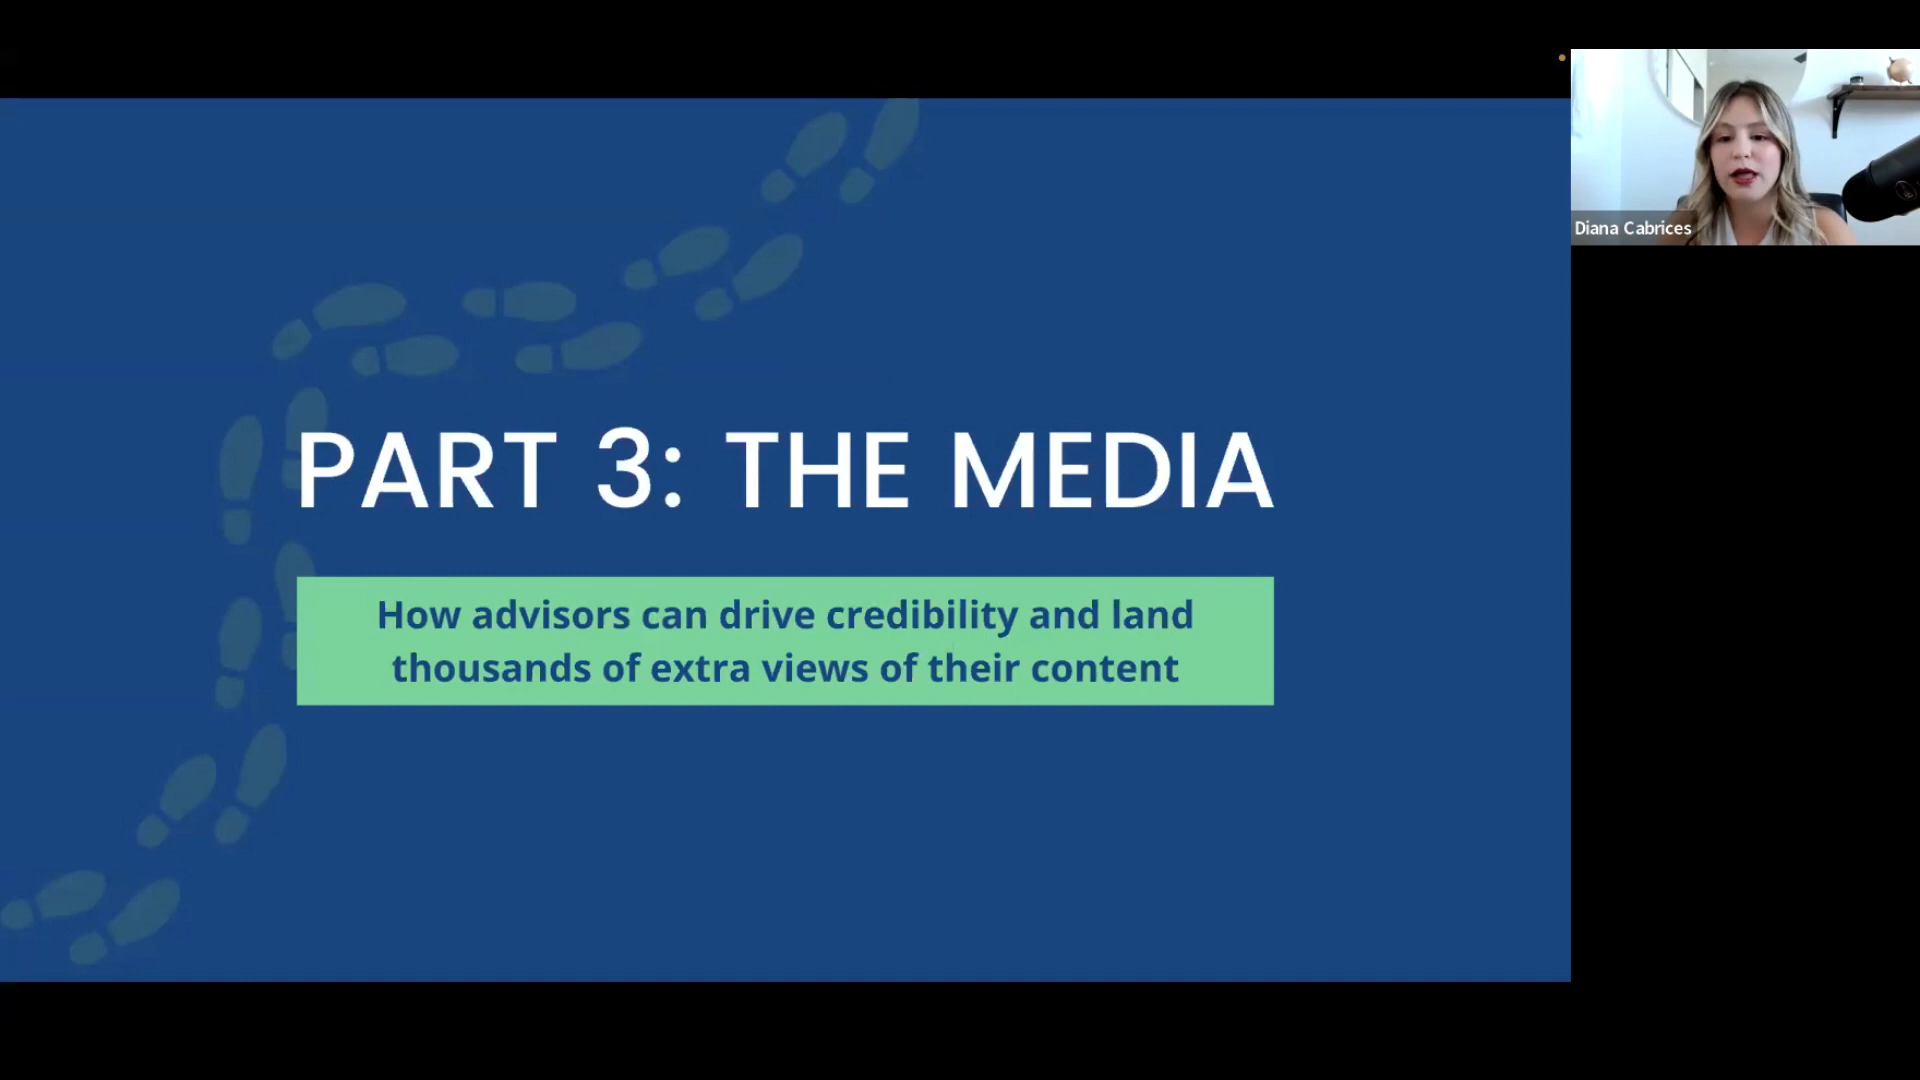 PART 3: THE MEDIA
How advisors can drive credibility and land
thousands of extra views of their content
Diana Cabrices